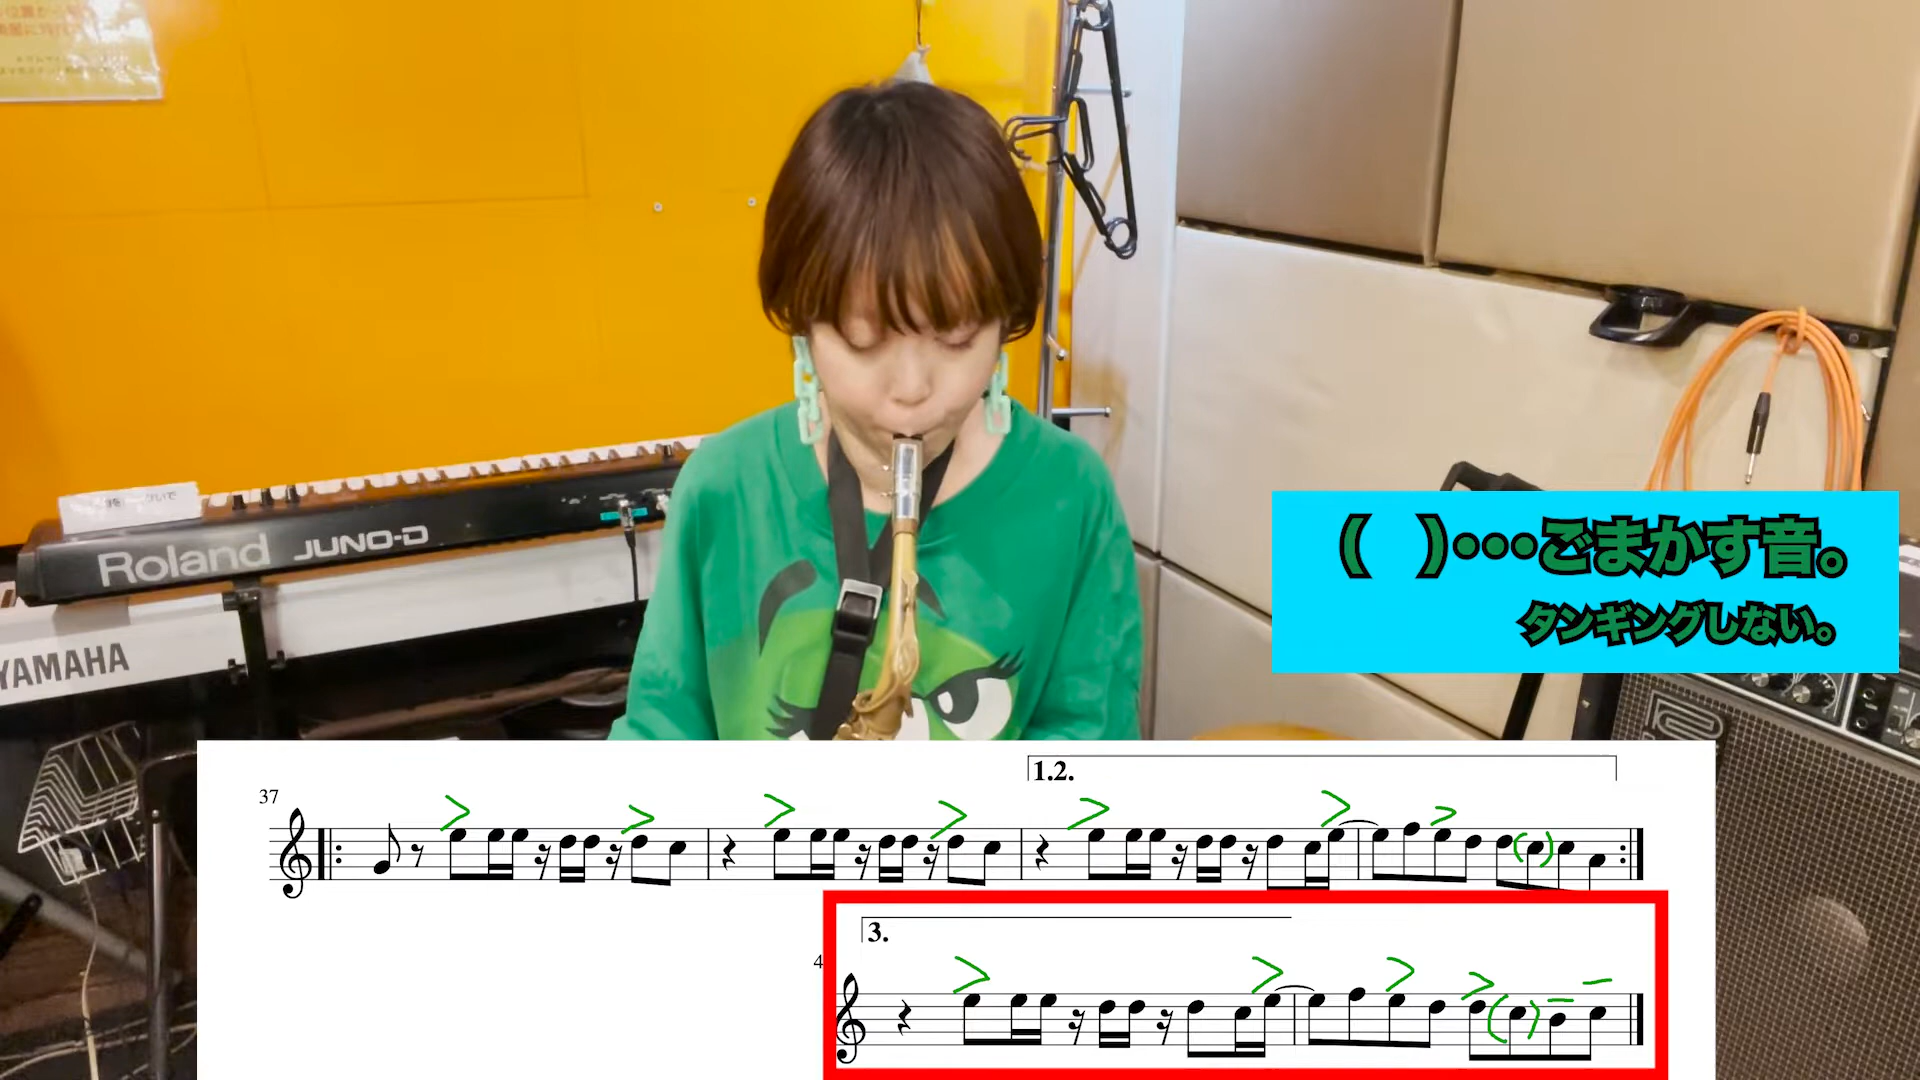 Roland JUNO-D
YAMAHA
(　)…ごまかす音。
タンギングしない。
1.2.
37
3.
4